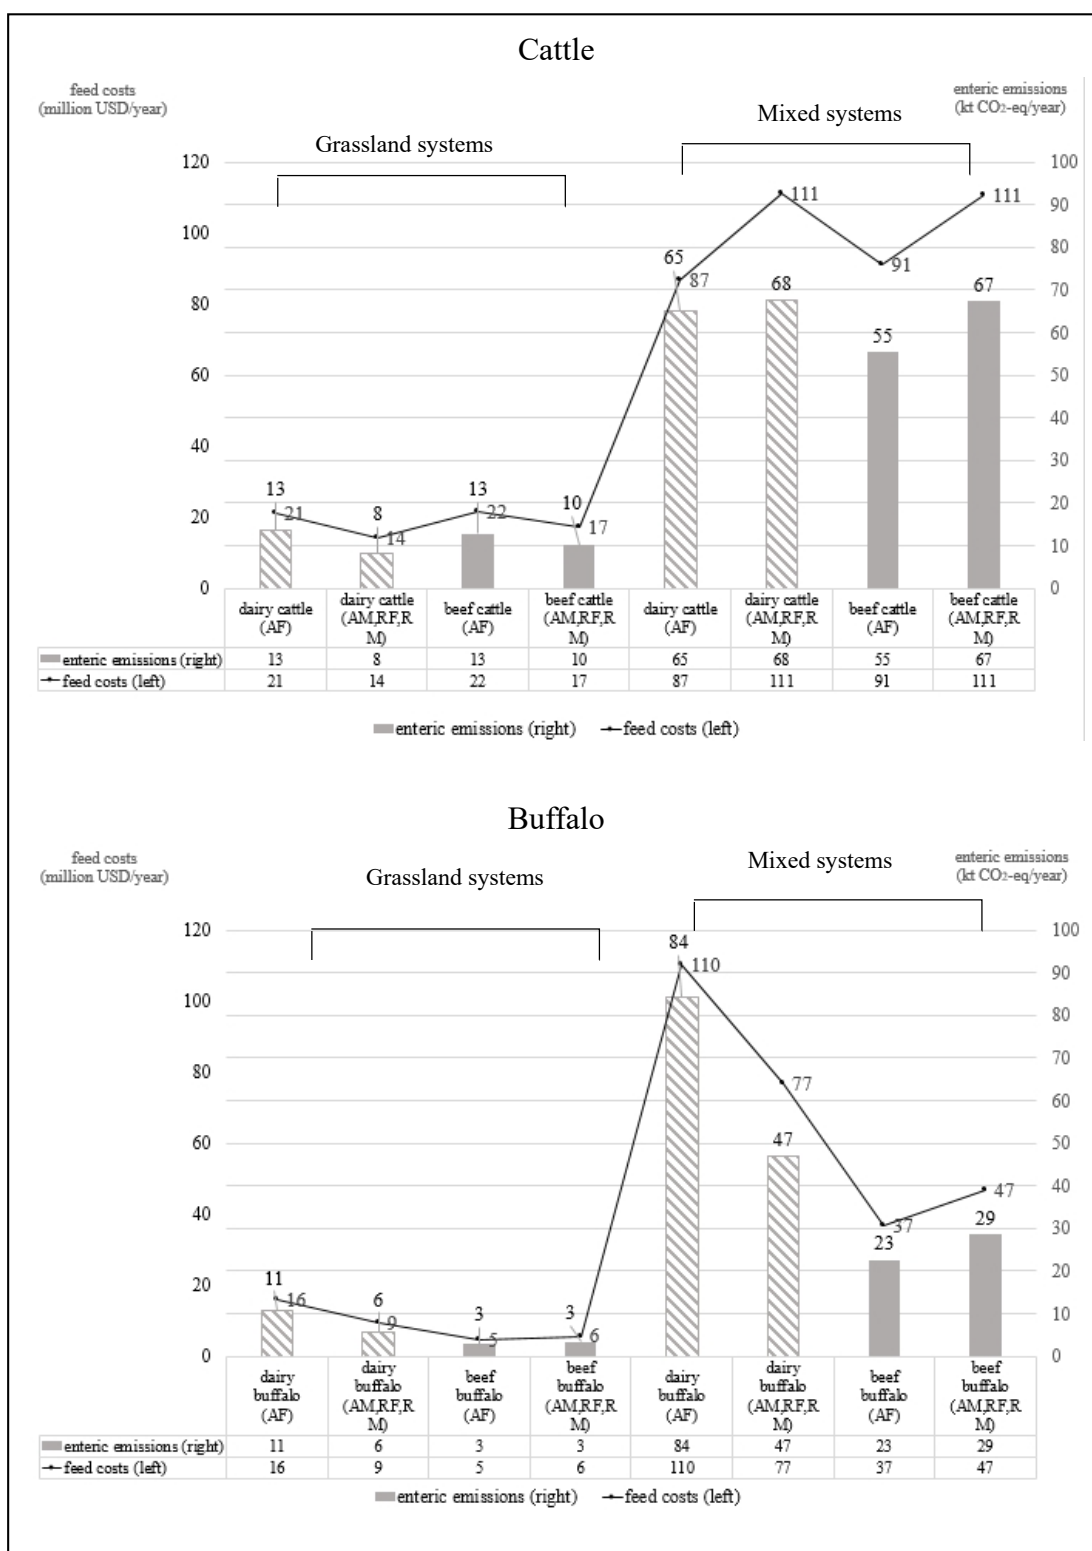 Cattle
feed costs
(million USD/year)
enteric emissions
(kt CO2-eq/year)
Mixed systems
Grassland systems
120
100
80
60
40
20
0
100
90
80
70
60
50
40
30
20
10
0
13
21
8
14
13
22
10
17
65
87
68
111
55
91
67
111
dairy cattle
(AF)
dairy cattle
(AM,RF,R
M)
beef cattle
(AF)
beef cattle
(AM,RF,R
M)
dairy cattle
(AF)
dairy cattle
(AM,RF,R
M)
beef cattle
(AF)
beef cattle
(AM,RF,R
M)
enteric emissions (right) 13 8 13 10 65 68 55 67
feed costs (left) 21 14 22 17 87 111 91 111
enteric emissions (right) feed costs (left)
Buffalo
feed costs
(million USD/year)
enteric emissions
(kt CO2-eq/year)
Mixed systems
Grassland systems
120
100
80
60
40
20
0
100
90
80
70
60
50
40
30
20
10
0
11
16
6
9
3
5
3
6
84
110
47
77
23
37
29
47
dairy
buffalo
(AF)
dairy
buffalo
(AM,RF,R
M)
beef
buffalo
(AF)
beef
buffalo
(AM,RF,R
M)
dairy
buffalo
(AF)
dairy
buffalo
(AM,RF,R
M)
beef buffalo
(AF)
beef
buffalo
(AM,RF,R
M)
enteric emissions (right) 11 6 3 3 84 47 23 29
feed costs (left) 16 9 5 6 110 77 37 47
enteric emissions (right) feed costs (left)